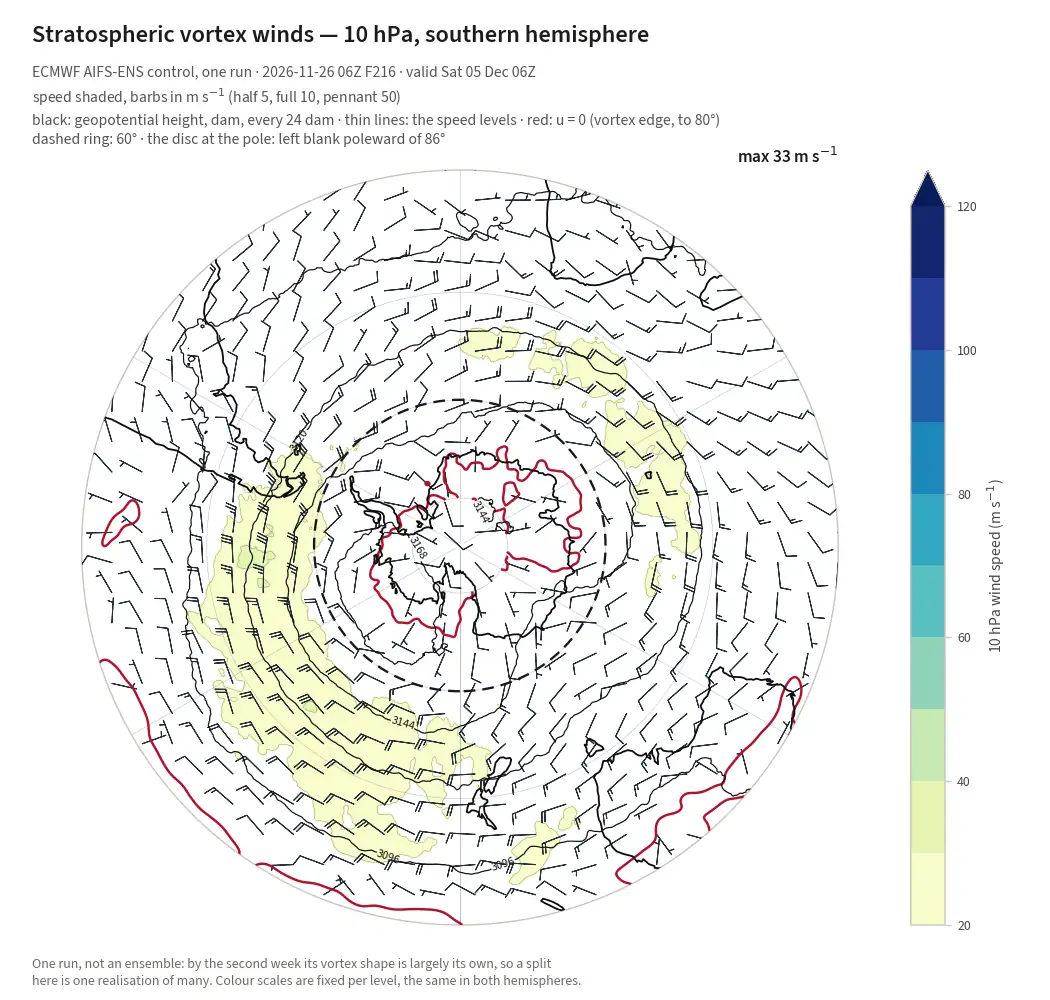 Stratospheric vortex winds — 10 hPa, southern hemisphere
ECMWF AIFS-ENS control, one run · 2026-11-26 06Z F216 · valid Sat 05 Dec 06Z
speed shaded, barbs in m s⁻¹ (half 5, full 10, pennant 50)
black: geopotential height, dam, every 24 dam · thin lines: the speed levels · red: u = 0 (vortex edge, to 80°)
dashed ring: 60° · the disc at the pole: left blank poleward of 86°
max 33 m s⁻¹
120
100
80
60
40
20
10 hPa wind speed (m s⁻¹)
3120
3144
3168
3144
3096
3096
One run, not an ensemble: by the second week its vortex shape is largely its own, so a split
here is one realisation of many. Colour scales are fixed per level, the same in both hemispheres.